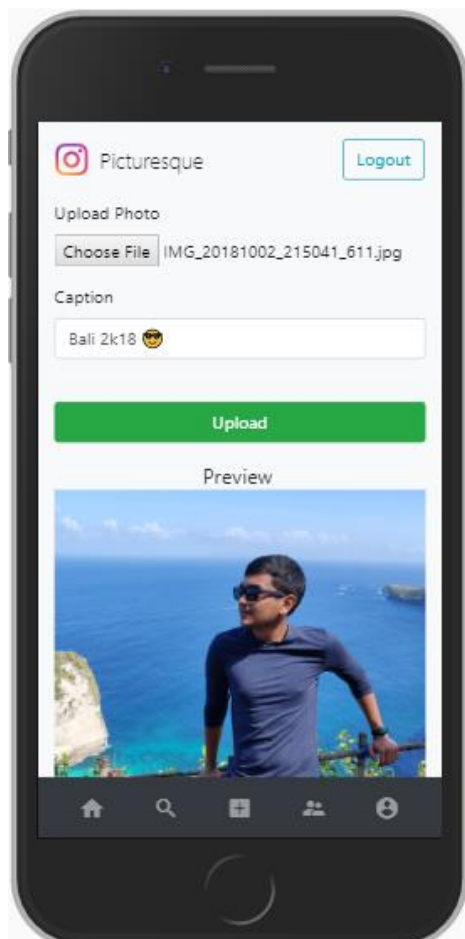 Picturesque
Logout
Upload Photo
Choose File IMG_20181002_215041_611.jpg
Caption
Bali 2k18 😎
Upload
Preview